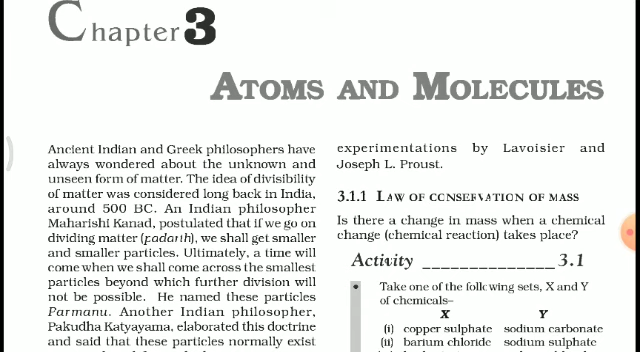 Chapter 3
ATOMS AND MOLECULES
Ancient Indian and Greek philosophers have
always wondered about the unknown and
unseen form of matter. The idea of divisibility
of matter was considered long back in India,
around 500 BC. An Indian philosopher
Maharishi Kanad, postulated that if we go on
dividing matter (padarth), we shall get smaller
and smaller particles. Ultimately, a time will
come when we shall come across the smallest
particles beyond which further division will
not be possible. He named these particles
Parmanu. Another Indian philosopher,
Pakudha Katyayama, elaborated this doctrine
and said that these particles normally exist
experimentations by Lavoisier and
Joseph L. Proust.
3.1.1 LAW OF CONSERVATION OF MASS
Is there a change in mass when a chemical
change (chemical reaction) takes place?
Activity ______________ 3.1
• Take one of the following sets, X and Y
of chemicals–
X Y
(i) copper sulphate sodium carbonate
(ii) barium chloride sodium sulphate